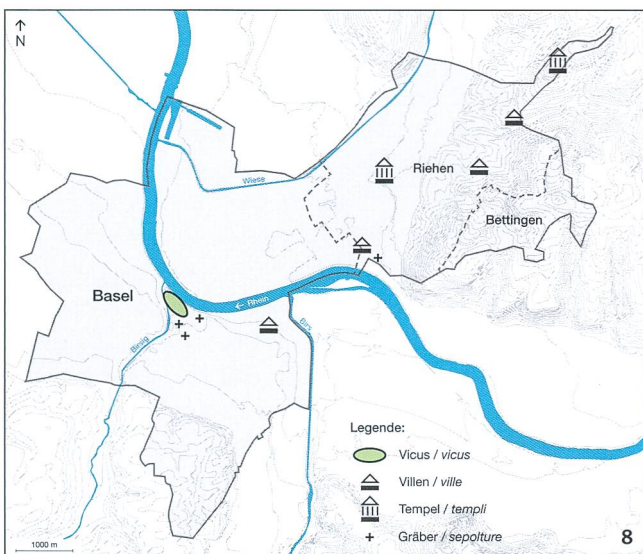 N
Wiese
Riehen
Bettingen
Basel
← Rhein
Birsig
Birs
Legende:
Vicus / vicus
Villen / ville
Tempel / templi
Gräber / sepolture
1000 m
8